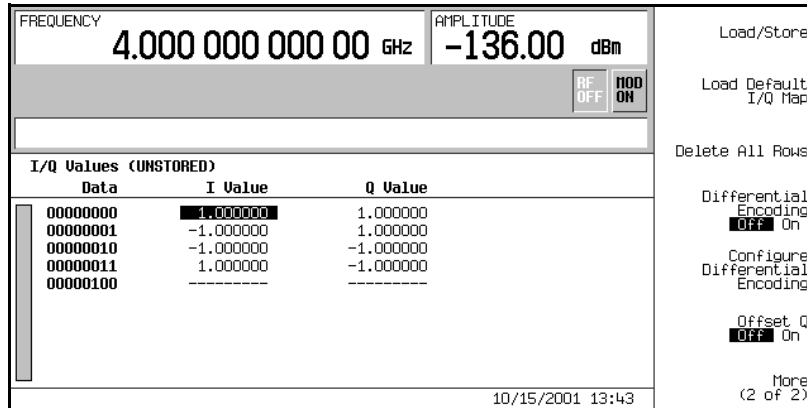 FREQUENCY
4.000 000 000 00 GHz
AMPLITUDE
-136.00 dBm
RF OFF
MOD ON
I/Q Values (UNSTORED)
Data I Value Q Value
00000000 1.000000 1.000000
00000001 -1.000000 1.000000
00000010 -1.000000 -1.000000
00000011 1.000000 -1.000000
00000100 --------- ---------
10/15/2001 13:43
Load/Store
Load Default
I/Q Map
Delete All Rows
Differential
Encoding
Off On
Configure
Differential
Encoding
Offset Q
Off On
More
(2 of 2)